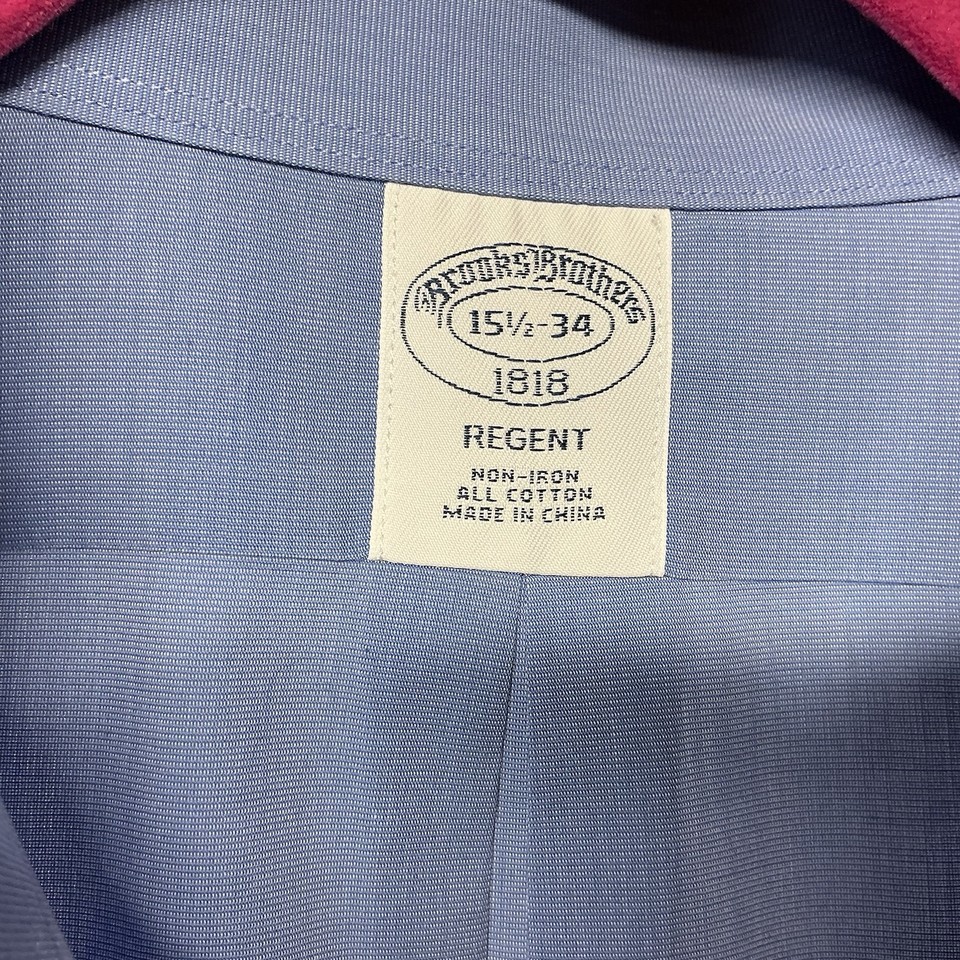 Brooks Brothers
15½-34
1818
REGENT
NON-IRON
ALL COTTON
MADE IN CHINA